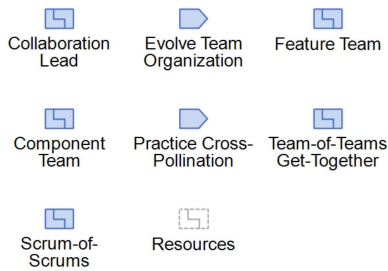 Collaboration
Lead
Evolve Team
Organization
Feature Team
Component
Team
Practice Cross-
Pollination
Team-of-Teams
Get-Together
Scrum-of-
Scrums
Resources